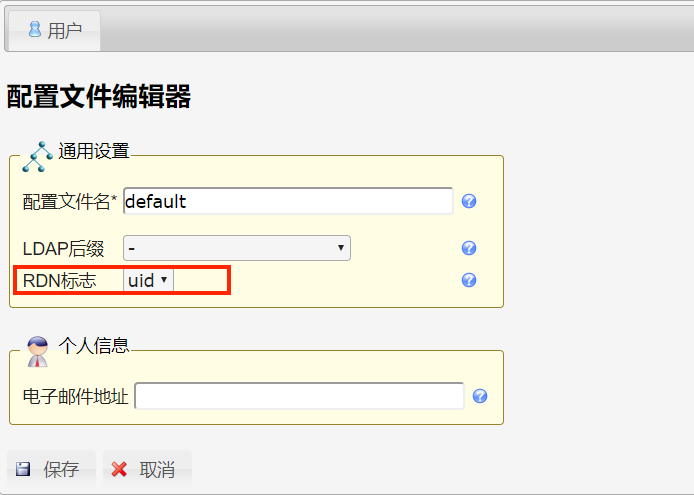 用户
配置文件编辑器
通用设置
配置文件名* default
LDAP后缀 -
RDN标志 uid
个人信息
电子邮件地址
保存 取消